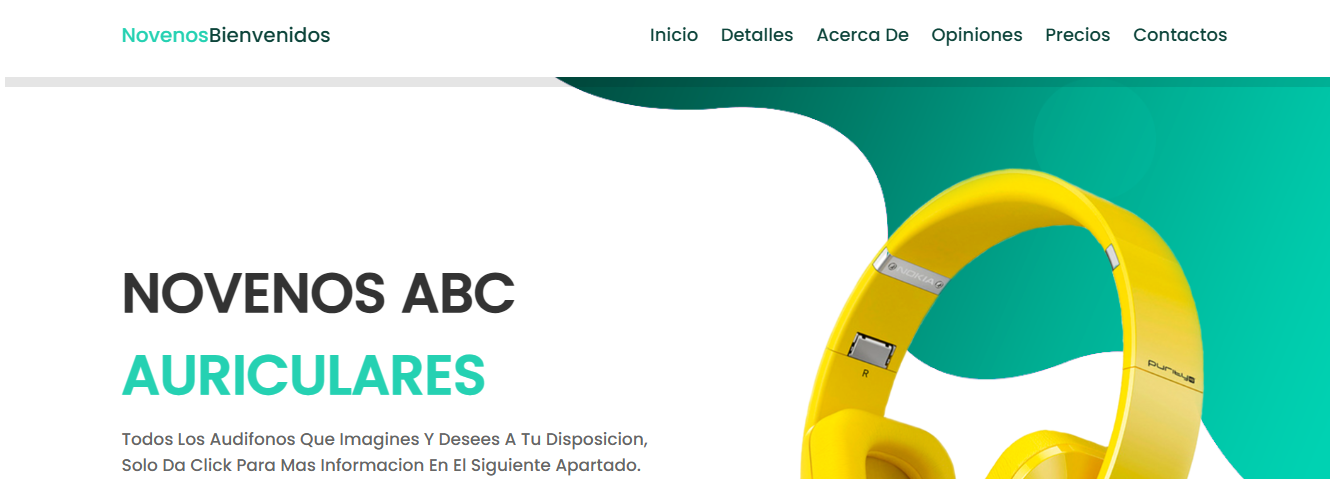 NovenosBienvenidos
Inicio Detalles Acerca De Opiniones Precios Contactos
NOVENOS ABC
AURICULARES
Todos Los Audifonos Que Imagines Y Desees A Tu Disposicion,
Solo Da Click Para Mas Informacion En El Siguiente Apartado.
NOKIA
R
purity